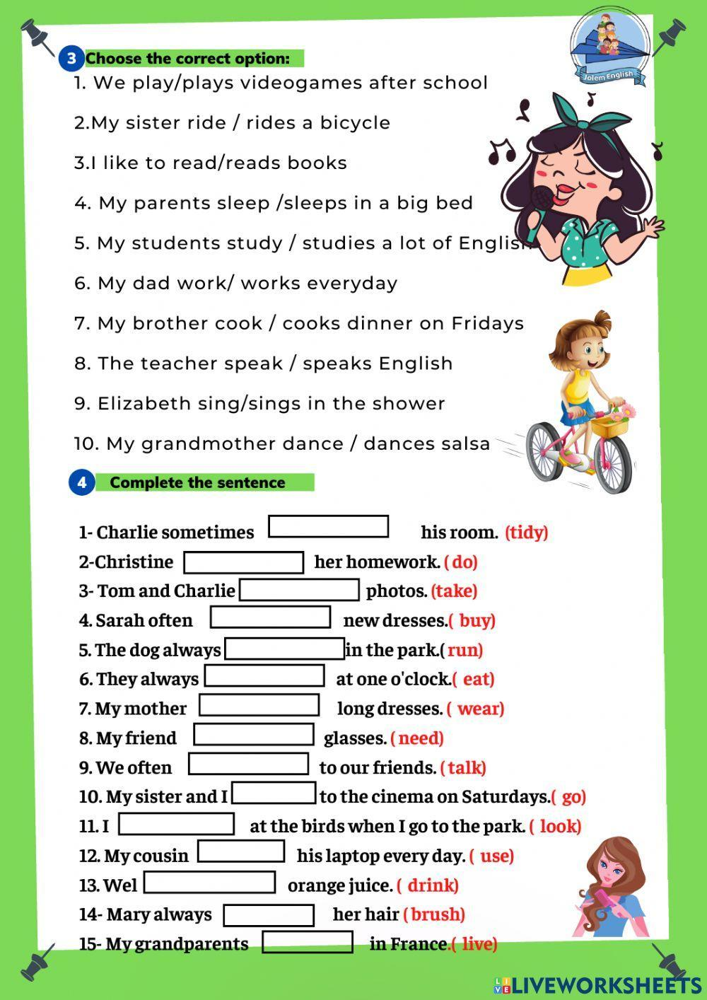 Jolem English
3 Choose the correct option:
1. We play/plays videogames after school
2.My sister ride / rides a bicycle
3.I like to read/reads books
4. My parents sleep /sleeps in a big bed
5. My students study / studies a lot of English
6. My dad work/ works everyday
7. My brother cook / cooks dinner on Fridays
8. The teacher speak / speaks English
9. Elizabeth sing/sings in the shower
10. My grandmother dance / dances salsa
4 Complete the sentence
1- Charlie sometimes his room. (tidy)
2-Christine her homework. ( do)
3- Tom and Charlie photos. (take)
4. Sarah often new dresses.( buy)
5. The dog always in the park.( run)
6. They always at one o'clock.( eat)
7. My mother long dresses. ( wear)
8. My friend glasses. ( need)
9. We often to our friends. ( talk)
10. My sister and I to the cinema on Saturdays.( go)
11. I at the birds when I go to the park. ( look)
12. My cousin his laptop every day. ( use)
13. Wel orange juice. ( drink)
14- Mary always her hair ( brush)
15- My grandparents in France.( live)
LIVE LIVEWORKSHEETS